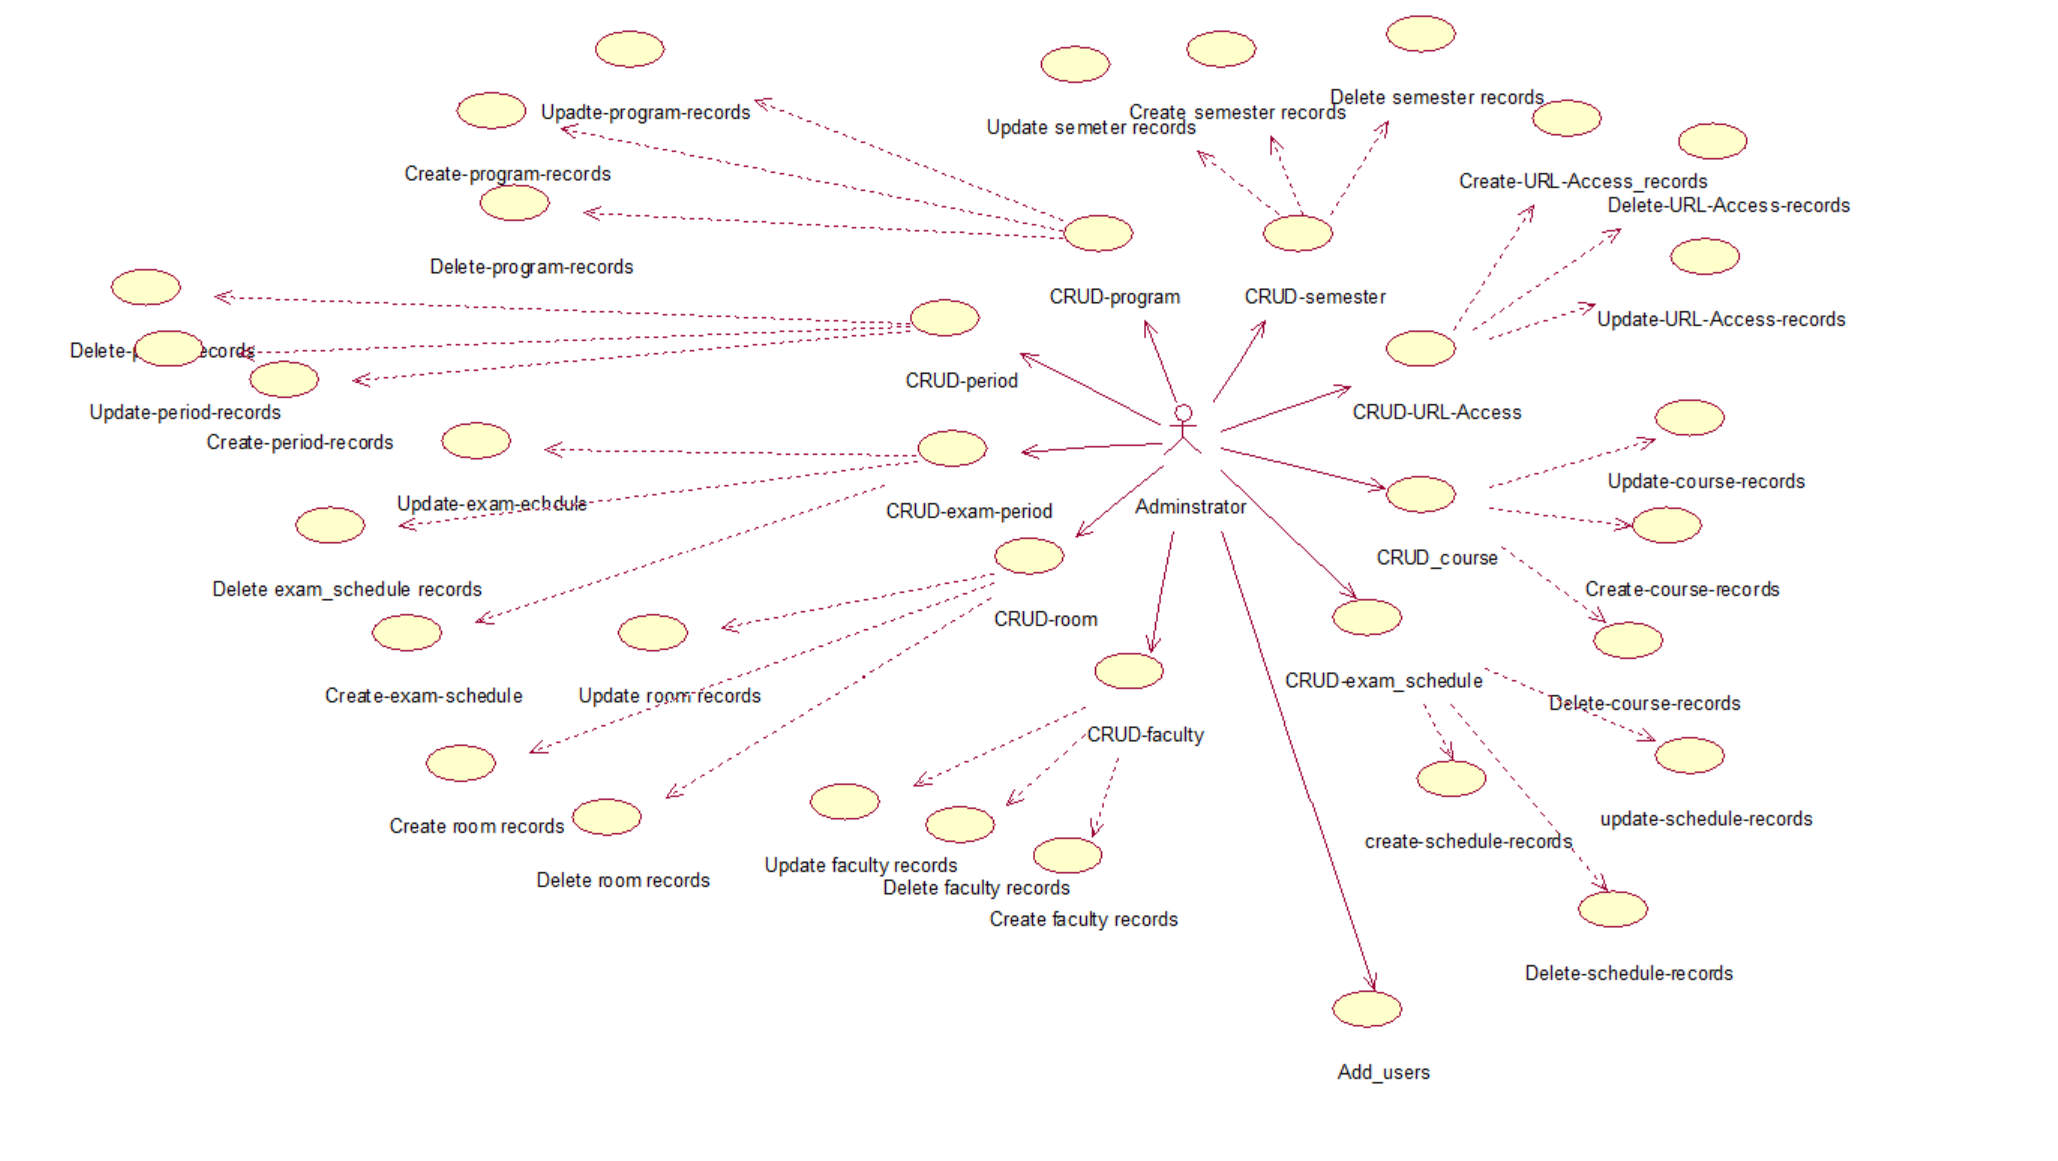 Delete semester records
Upadte-program-records
Create semester records
Update semeter records
Create-program-records
Create-URL-Access_records
Delete-URL-Access-records
Delete-program-records
CRUD-program
CRUD-semester
Update-URL-Access-records
Delete- ecords
CRUD-period
Update-period-records
CRUD-URL-Access
Create-period-records
Update-course-records
Update-exam-echdule
CRUD-exam-period
Adminstrator
CRUD_course
Delete exam_schedule records
Create-course-records
CRUD-room
CRUD-exam_schedule
Create-exam-schedule
Update room records
Delete-course-records
CRUD-faculty
update-schedule-records
Create room records
create-schedule-records
Update faculty records
Delete room records
Delete faculty records
Create faculty records
Delete-schedule-records
Add_users